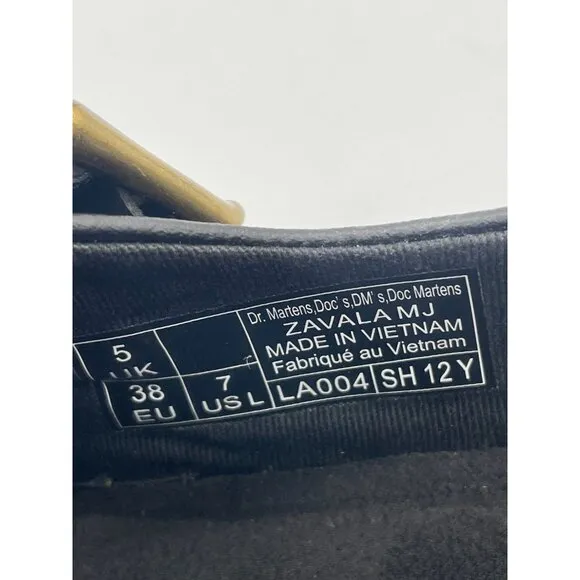 Dr. Martens,Doc's,DM's,Doc Martens
ZAVALA MJ
MADE IN VIETNAM
Fabriqué au Vietnam
5
UK
38
EU
7
US L
LA004
SH 12 Y